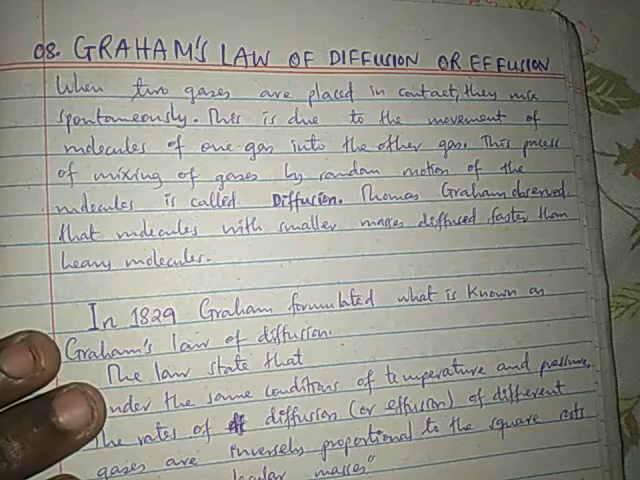 08. GRAHAM'S LAW OF DIFFUSION OR EFFUSION
When two gases are placed in contact, they mix
spontaneously. This is due to the movement of
molecules of one gas into the other gas. This process
of mixing of gases by random motion of the
molecules is called Diffusion. Thomas Graham observed
that molecules with smaller masses diffused faster than
heavy molecules.
In 1829 Graham formulated what is known as
Graham's law of diffusion.
The law state that
under the same conditions of temperature and pressure,
the rates of diffusion (or effusion) of different
gases are inversely proportional to the square roots
masses"